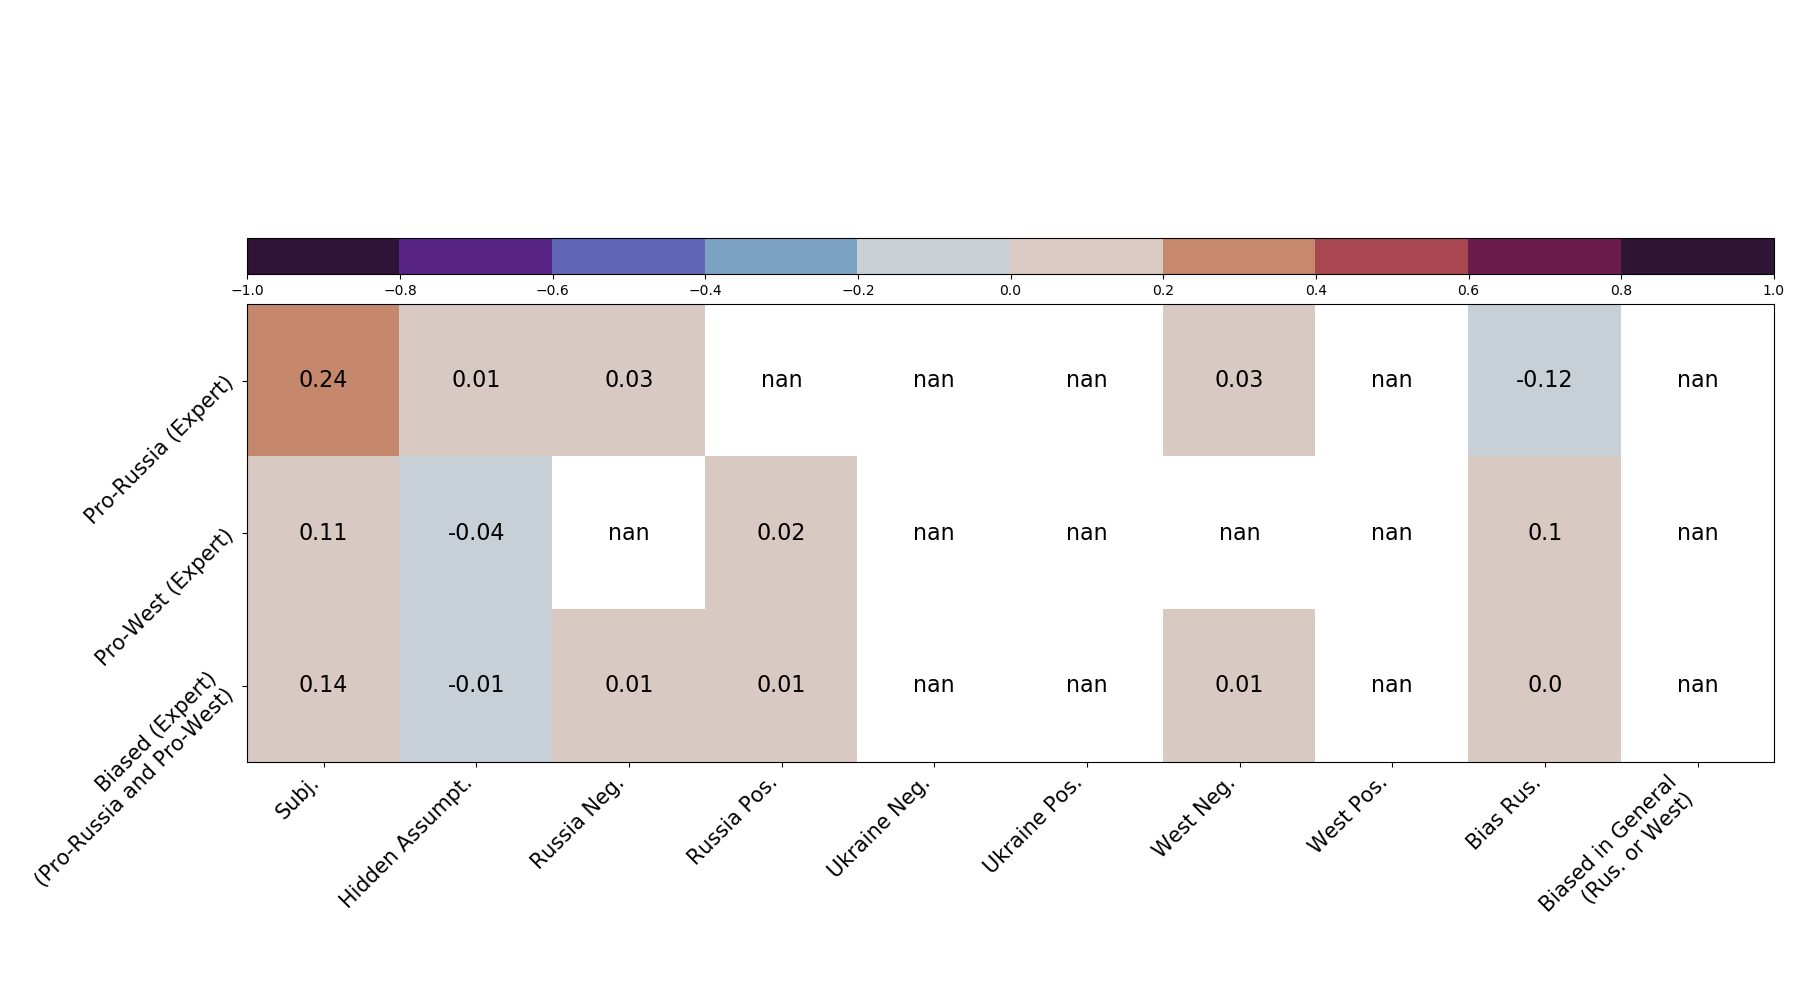 −1.0 −0.8 −0.6 −0.4 −0.2 0.0 0.2 0.4 0.6 0.8 1.0
Pro-Russia (Expert) 0.24 0.01 0.03 nan nan nan 0.03 nan -0.12 nan
Pro-West (Expert) 0.11 -0.04 nan 0.02 nan nan nan nan 0.1 nan
Biased (Expert)
(Pro-Russia and Pro-West) 0.14 -0.01 0.01 0.01 nan nan 0.01 nan 0.0 nan
Subj.
Hidden Assumpt.
Russia Neg.
Russia Pos.
Ukraine Neg.
Ukraine Pos.
West Neg.
West Pos.
Bias Rus.
Biased in General
(Rus. or West)